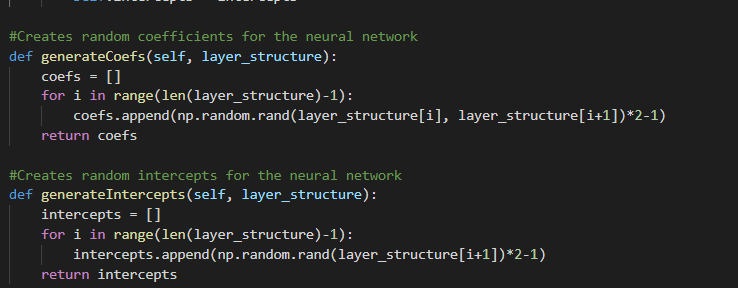 #Creates random coefficients for the neural network
def generateCoefs(self, layer_structure):
    coefs = []
    for i in range(len(layer_structure)-1):
        coefs.append(np.random.rand(layer_structure[i], layer_structure[i+1])*2-1)
    return coefs

#Creates random intercepts for the neural network
def generateIntercepts(self, layer_structure):
    intercepts = []
    for i in range(len(layer_structure)-1):
        intercepts.append(np.random.rand(layer_structure[i+1])*2-1)
    return intercepts